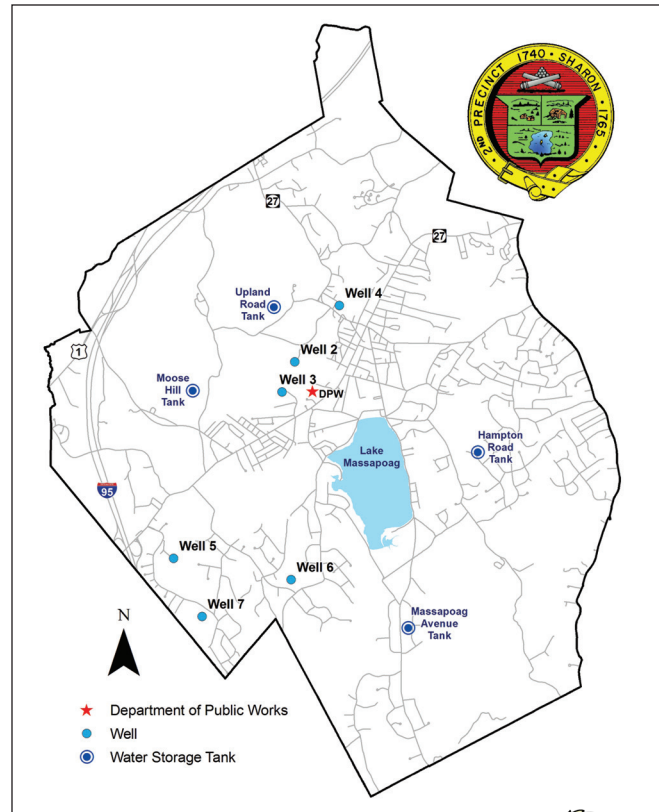 2ND PRECINCT 1740 • SHARON • 1765
27
27
Upland
Road
Tank
Well 4
1
Well 2
Moose
Hill
Tank
Well 3
DPW
Hampton
Road
Tank
Lake
Massapoag
95
Well 5
Well 6
Well 7
Massapoag
Avenue
Tank
N
Department of Public Works
Well
Water Storage Tank